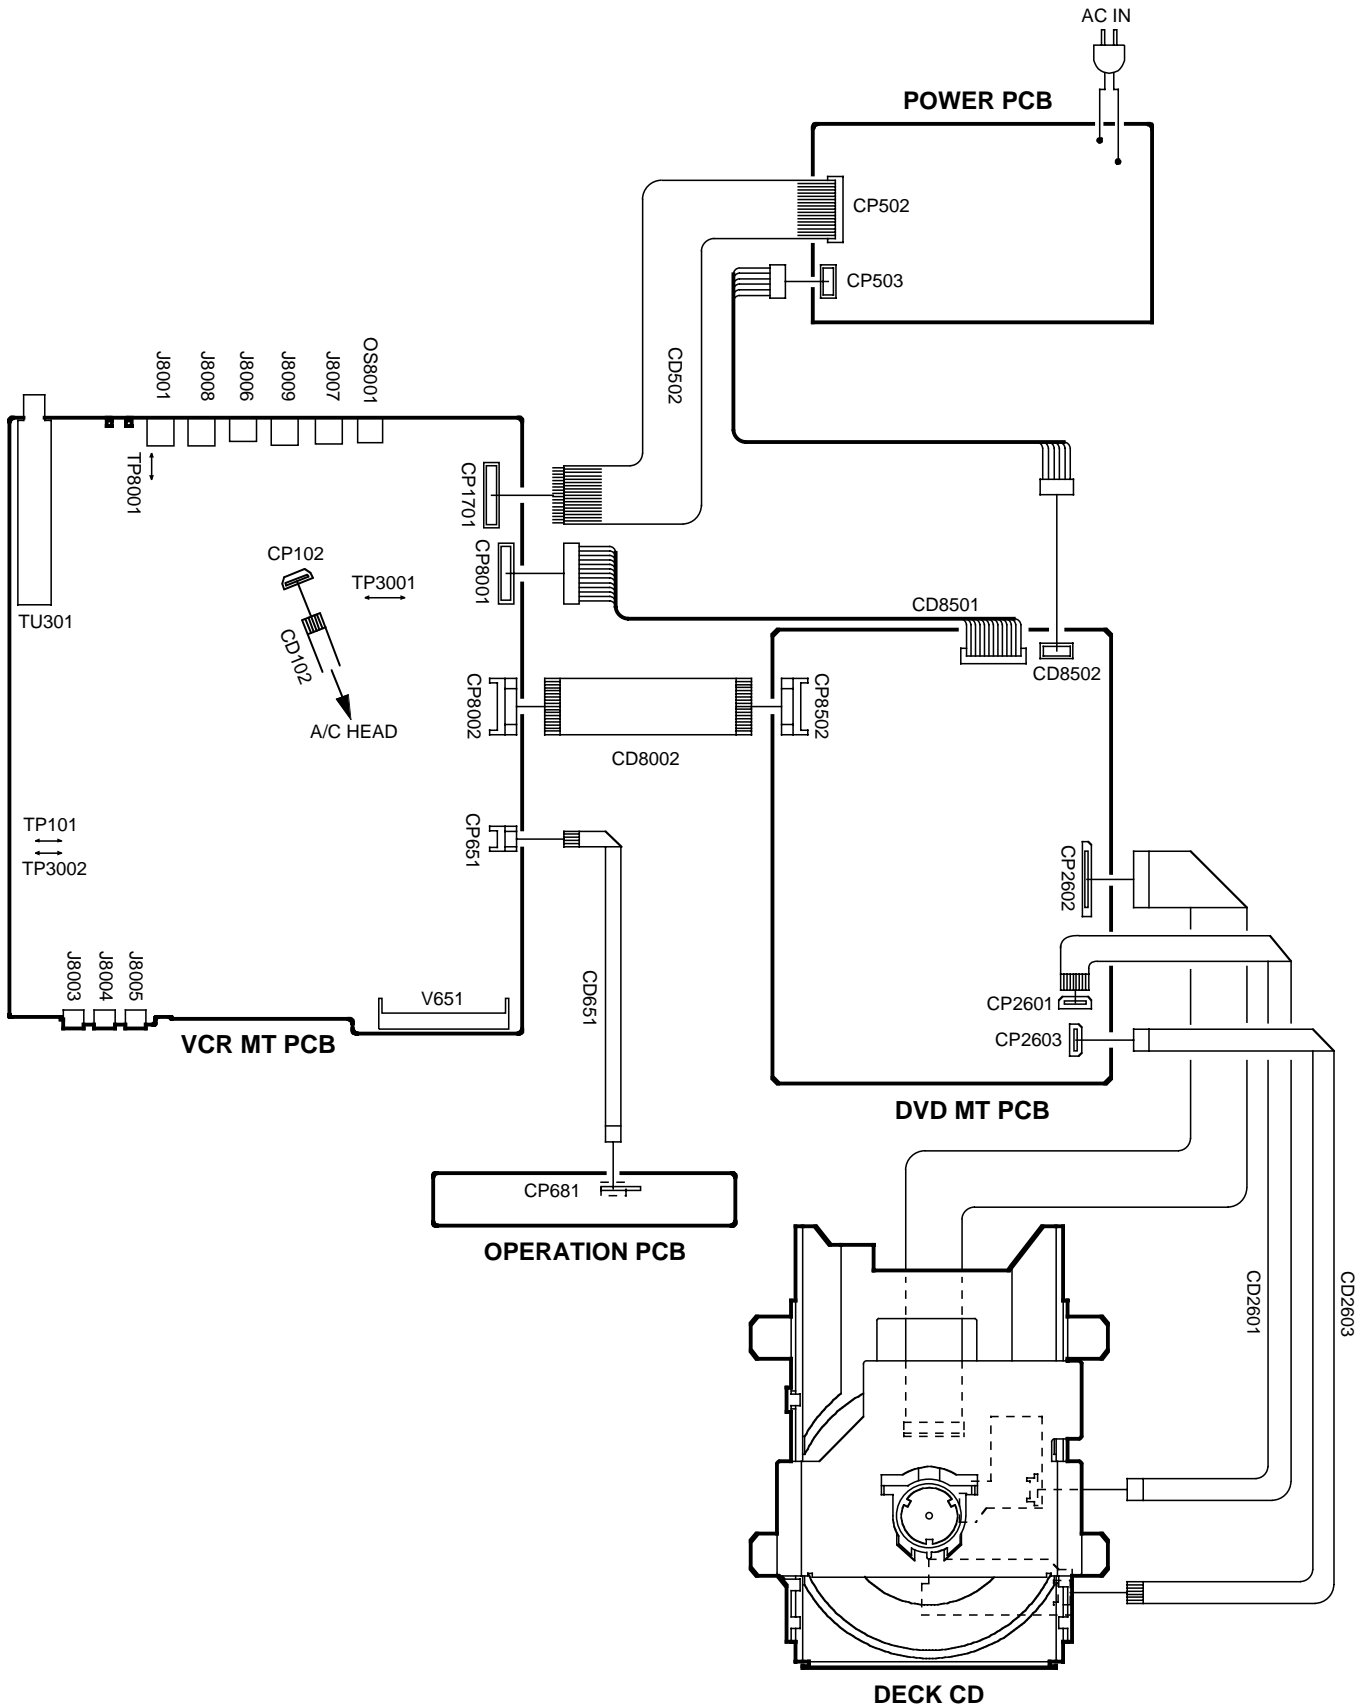 AC IN
POWER PCB
CP502
CP503
CD502
J8001
J8008
J8006
J8009
J8007
OS8001
TP8001
CP1701
CP8001
CP102
TP3001
TU301
CD102
A/C HEAD
CD8501
CD8502
CP8002
CD8002
CP8502
TP101
TP3002
CP651
CP2602
J8003
J8004
J8005
V651
CD651
CP2601
CP2603
VCR MT PCB
DVD MT PCB
CP681
OPERATION PCB
CD2601
CD2603
DECK CD